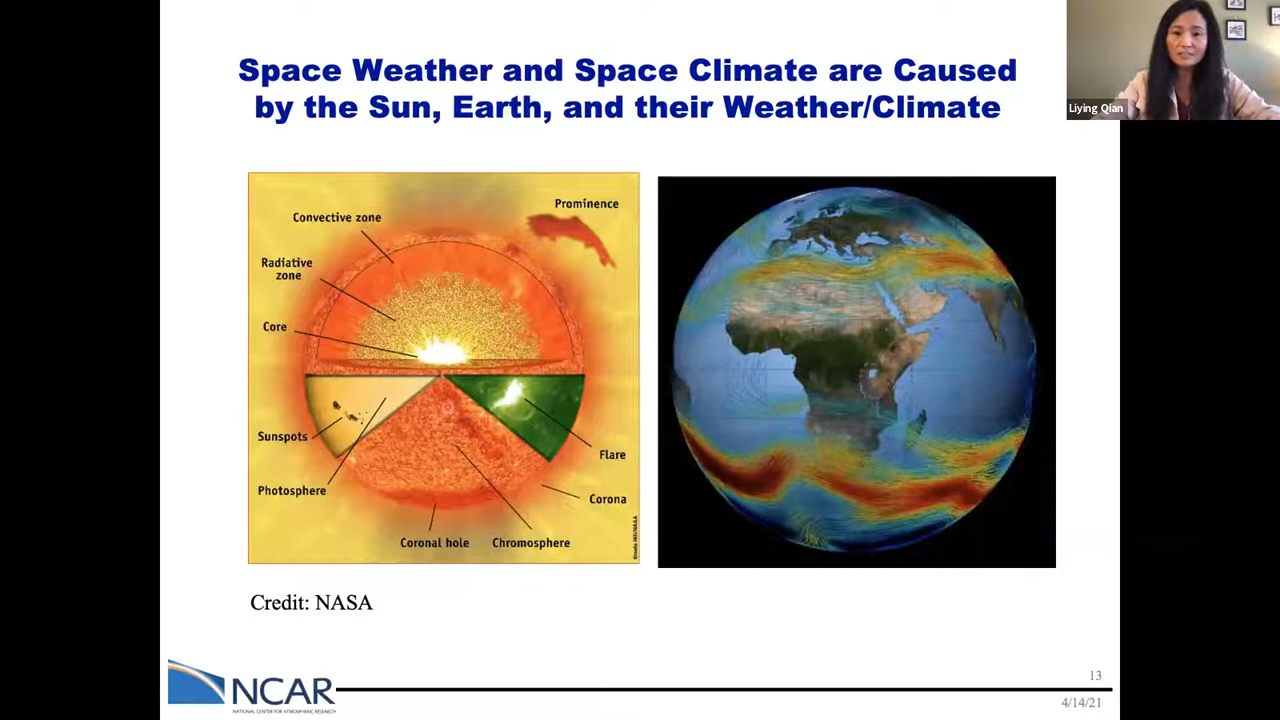 Space Weather and Space Climate are Caused
by the Sun, Earth, and their Weather/Climate
Liying Qian
Prominence
Convective zone
Radiative
zone
Core
Sunspots
Flare
Photosphere
Corona
Coronal hole
Chromosphere
Credit: NASA
NCAR
NATIONAL CENTER FOR ATMOSPHERIC RESEARCH
13
4/14/21